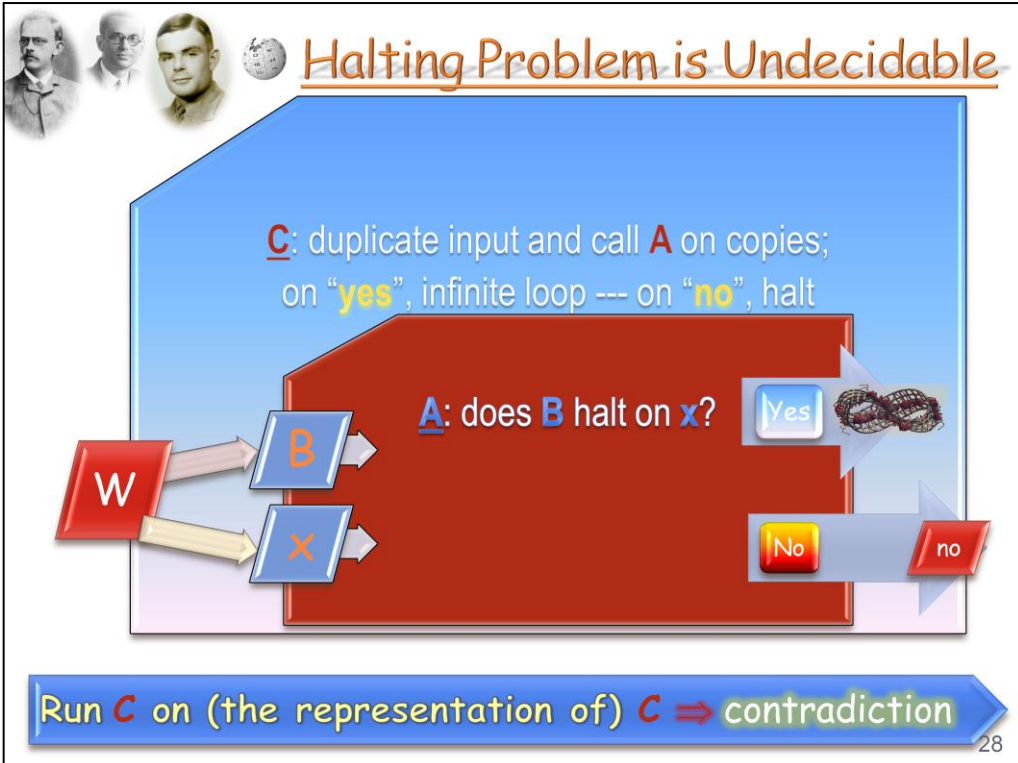 Halting Problem is Undecidable
C: duplicate input and call A on copies;
on “yes”, infinite loop --- on “no”, halt
A: does B halt on x?
Yes
B
W
x
No
no
Run C on (the representation of) C ⇒ contradiction
28